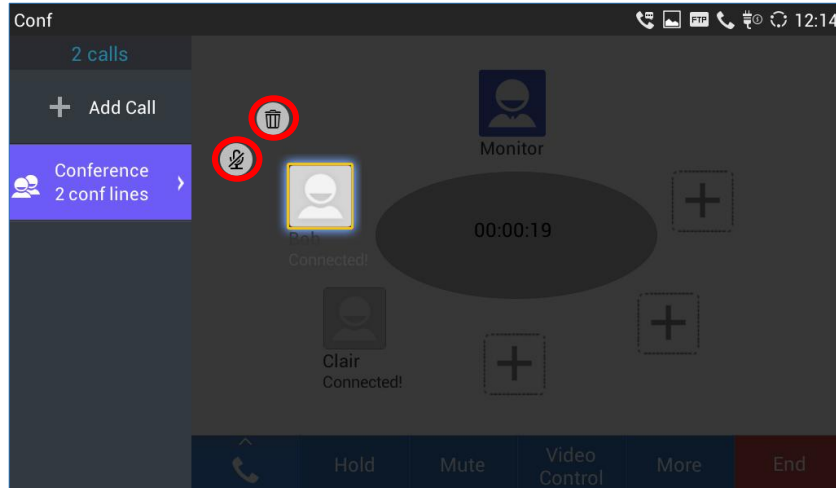 Conf
FTP
12:14
2 calls
Add Call
Conference
2 conf lines
Monitor
00:00:19
Bob
Connected!
Clair
Connected!
Hold
Mute
Video
Control
More
End